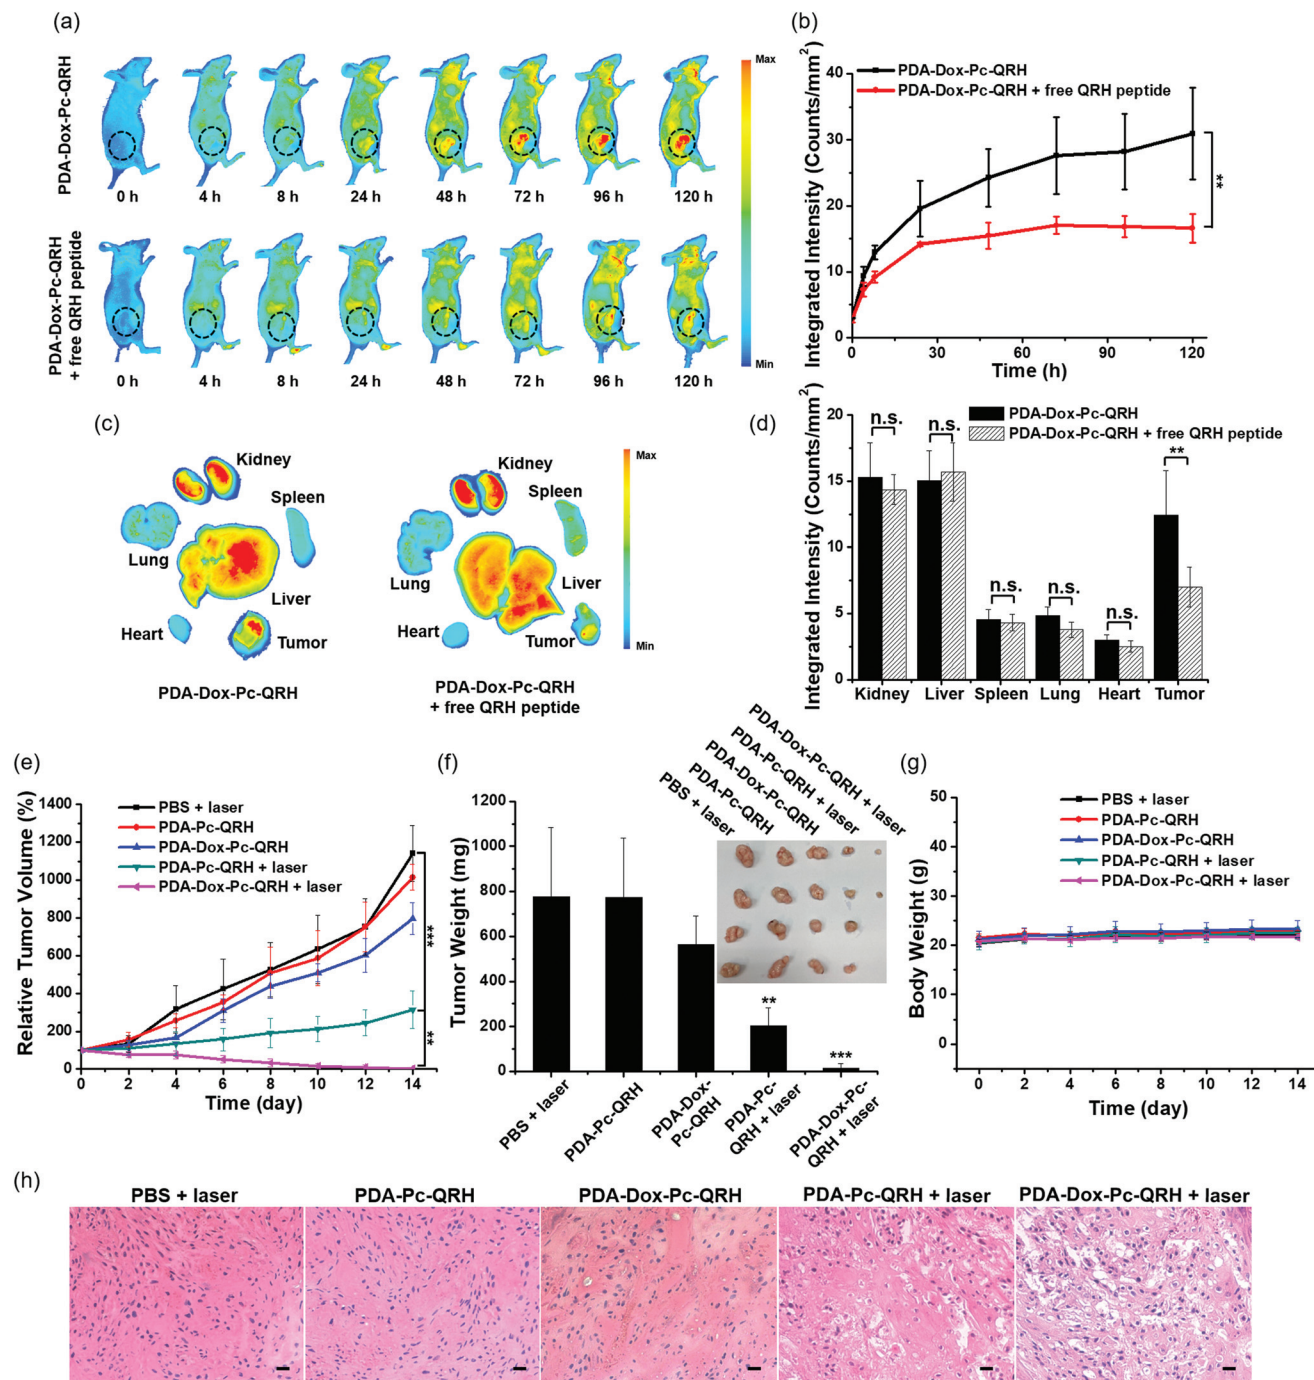 (a)
PDA-Dox-Pc-QRH
0 h
4 h
8 h
24 h
48 h
72 h
96 h
120 h
PDA-Dox-Pc-QRH
+ free QRH peptide
0 h
4 h
8 h
24 h
48 h
72 h
96 h
120 h
Max
Min
(b)
PDA-Dox-Pc-QRH
PDA-Dox-Pc-QRH + free QRH peptide
Integrated Intensity (Counts/mm²)
40
30
20
10
0
**
0
30
60
90
120
Time (h)
(c)
Kidney
Spleen
Lung
Liver
Heart
Tumor
PDA-Dox-Pc-QRH
Kidney
Spleen
Lung
Liver
Heart
Tumor
PDA-Dox-Pc-QRH
+ free QRH peptide
Max
Min
(d)
PDA-Dox-Pc-QRH
PDA-Dox-Pc-QRH + free QRH peptide
Integrated Intensity (Counts/mm²)
20
15
10
5
0
n.s.
n.s.
n.s.
n.s.
n.s.
**
Kidney
Liver
Spleen
Lung
Heart
Tumor
(e)
PBS + laser
PDA-Pc-QRH
PDA-Dox-Pc-QRH
PDA-Pc-QRH + laser
PDA-Dox-Pc-QRH + laser
Relative Tumor Volume (%)
1400
1200
1000
800
600
400
200
0
***
**
0
2
4
6
8
10
12
14
Time (day)
(f)
PBS + laser
PDA-Pc-QRH
PDA-Dox-Pc-QRH
PDA-Pc-QRH + laser
PDA-Dox-Pc-QRH + laser
Tumor Weight (mg)
1200
1000
800
600
400
200
0
**
***
PBS + laser
PDA-Pc-QRH
PDA-Dox-
Pc-QRH
PDA-Pc-
QRH + laser
PDA-Dox-Pc-
QRH + laser
(g)
PBS + laser
PDA-Pc-QRH
PDA-Dox-Pc-QRH
PDA-Pc-QRH + laser
PDA-Dox-Pc-QRH + laser
Body Weight (g)
50
40
30
20
10
0
0
2
4
6
8
10
12
14
Time (day)
(h)
PBS + laser
PDA-Pc-QRH
PDA-Dox-Pc-QRH
PDA-Pc-QRH + laser
PDA-Dox-Pc-QRH + laser